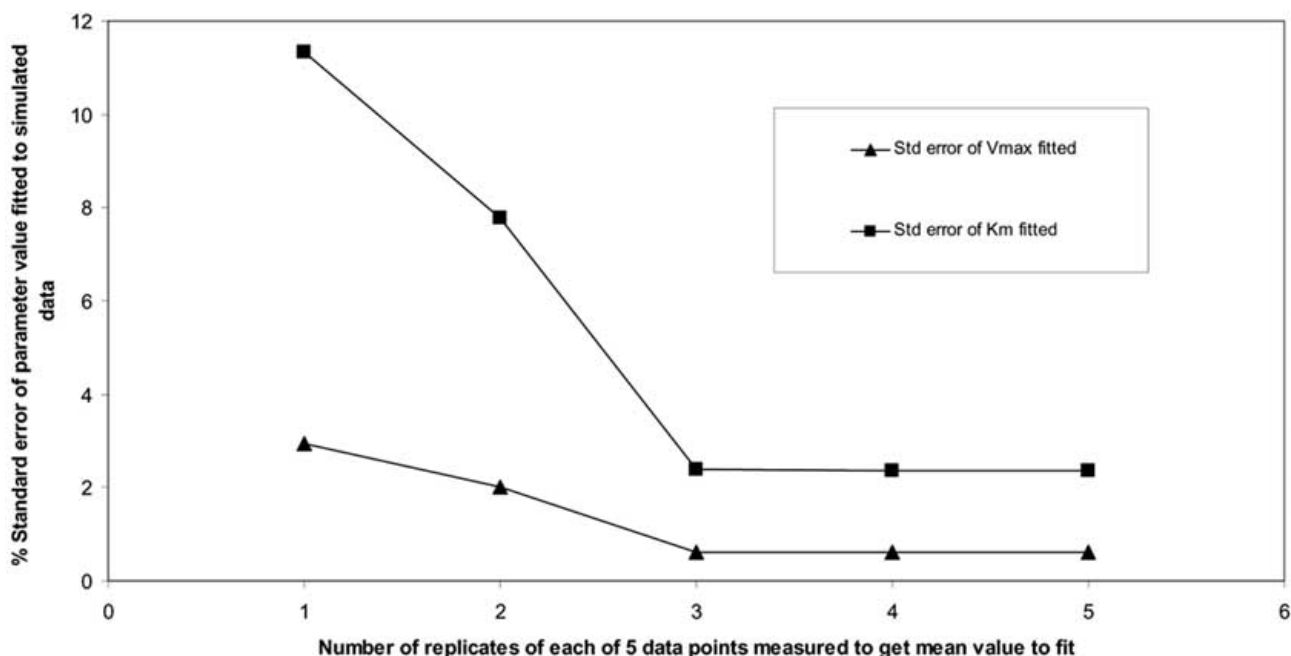 % Standard error of parameter value fitted to simulated
data
12
10
8
6
4
2
0
Std error of Vmax fitted
Std error of Km fitted
0 1 2 3 4 5 6
Number of replicates of each of 5 data points measured to get mean value to fit